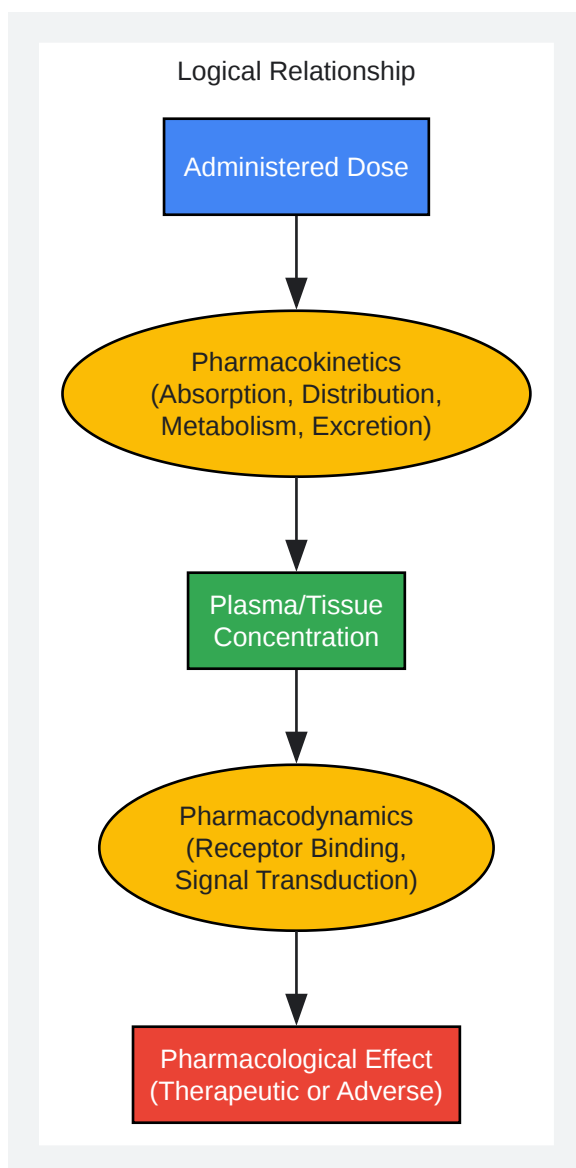 Logical Relationship
Administered Dose
Pharmacokinetics
(Absorption, Distribution,
Metabolism, Excretion)
Plasma/Tissue
Concentration
Pharmacodynamics
(Receptor Binding,
Signal Transduction)
Pharmacological Effect
(Therapeutic or Adverse)